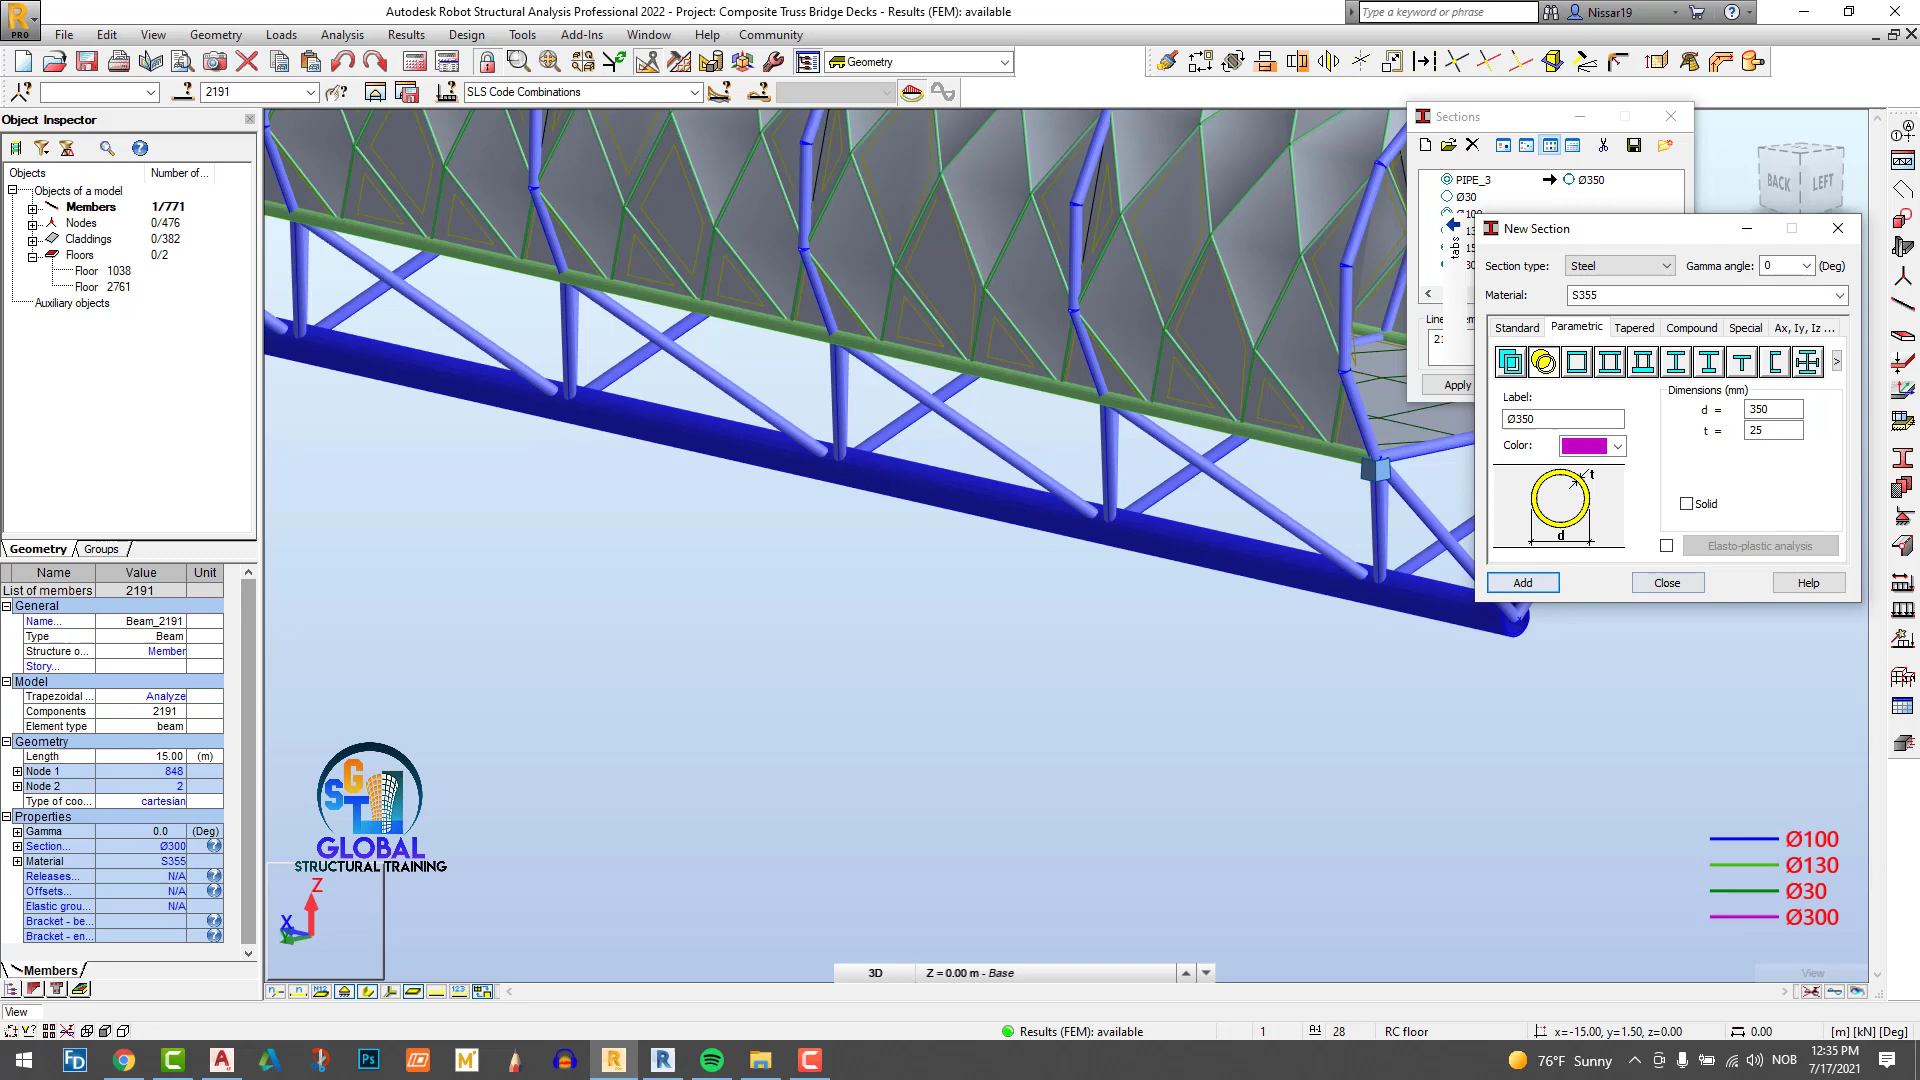 PRO
Autodesk Robot Structural Analysis Professional 2022 - Project: Composite Truss Bridge Decks - Results (FEM): available
Type a keyword or phrase
Nissar19
File Edit View Geometry Loads Analysis Results Design Tools Add-Ins Window Help Community
Geometry
2191
SLS Code Combinations
Object Inspector
Objects Number of...
Objects of a model
Members 1/771
Nodes 0/476
Claddings 0/382
Floors 0/2
Floor 1038
Floor 2761
Auxiliary objects
Geometry Groups
Name Value Unit
List of members 2191
General
Name... Beam_2191
Type Beam
Structure o... Member
Story...
Model
Trapezoidal ... Analyze
Components 2191
Element type beam
Geometry
Length 15.00 (m)
Node 1 848
Node 2 2
Type of coo... cartesian
Properties
Gamma 0.0 (Deg)
Section... Ø300
Material S355
Releases... N/A
Offsets... N/A
Elastic grou... N/A
Bracket - be...
Bracket - en...
Members
View
Sections
PIPE_3 Ø350
Ø30
tabs
Apply
New Section
Section type: Steel Gamma angle: 0 (Deg)
Material: S355
Standard Parametric Tapered Compound Special Ax, Iy, Iz ...
Label:
Ø350
Color:
Dimensions (mm)
d = 350
t = 25
t
d
Solid
Elasto-plastic analysis
Add Close Help
BACK LEFT
SGT
GLOBAL
STRUCTURAL TRAINING
Z
X
Y
Ø100
Ø130
Ø30
Ø300
3D Z = 0.00 m - Base
View
Results (FEM): available 1 28 RC floor x=-15.00, y=1.50, z=0.00 0.00 [m] [kN] [Deg]
76°F Sunny NOB
12:35 PM
7/17/2021